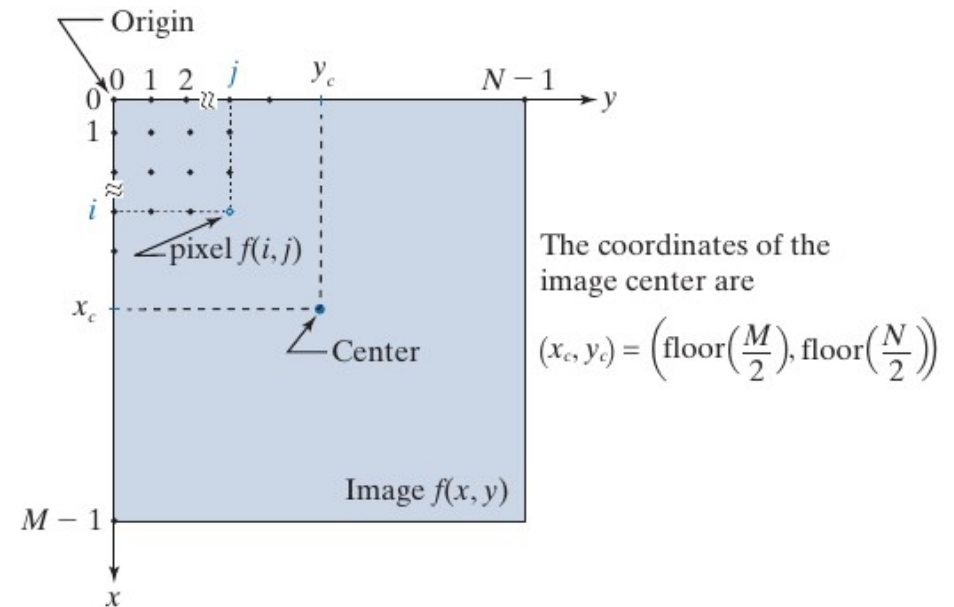 Origin
0 1 2 j y_c N − 1
0 y
1
i
pixel f(i, j)
The coordinates of the
image center are
x_c
(x_c, y_c) = (floor(M/2), floor(N/2))
Center
Image f(x, y)
M − 1
x